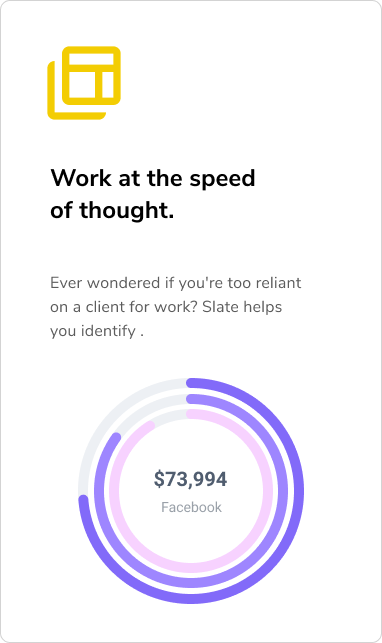 Work at the speed
of thought.
Ever wondered if you're too reliant
on a client for work? Slate helps
you identify .
$73,994
Facebook